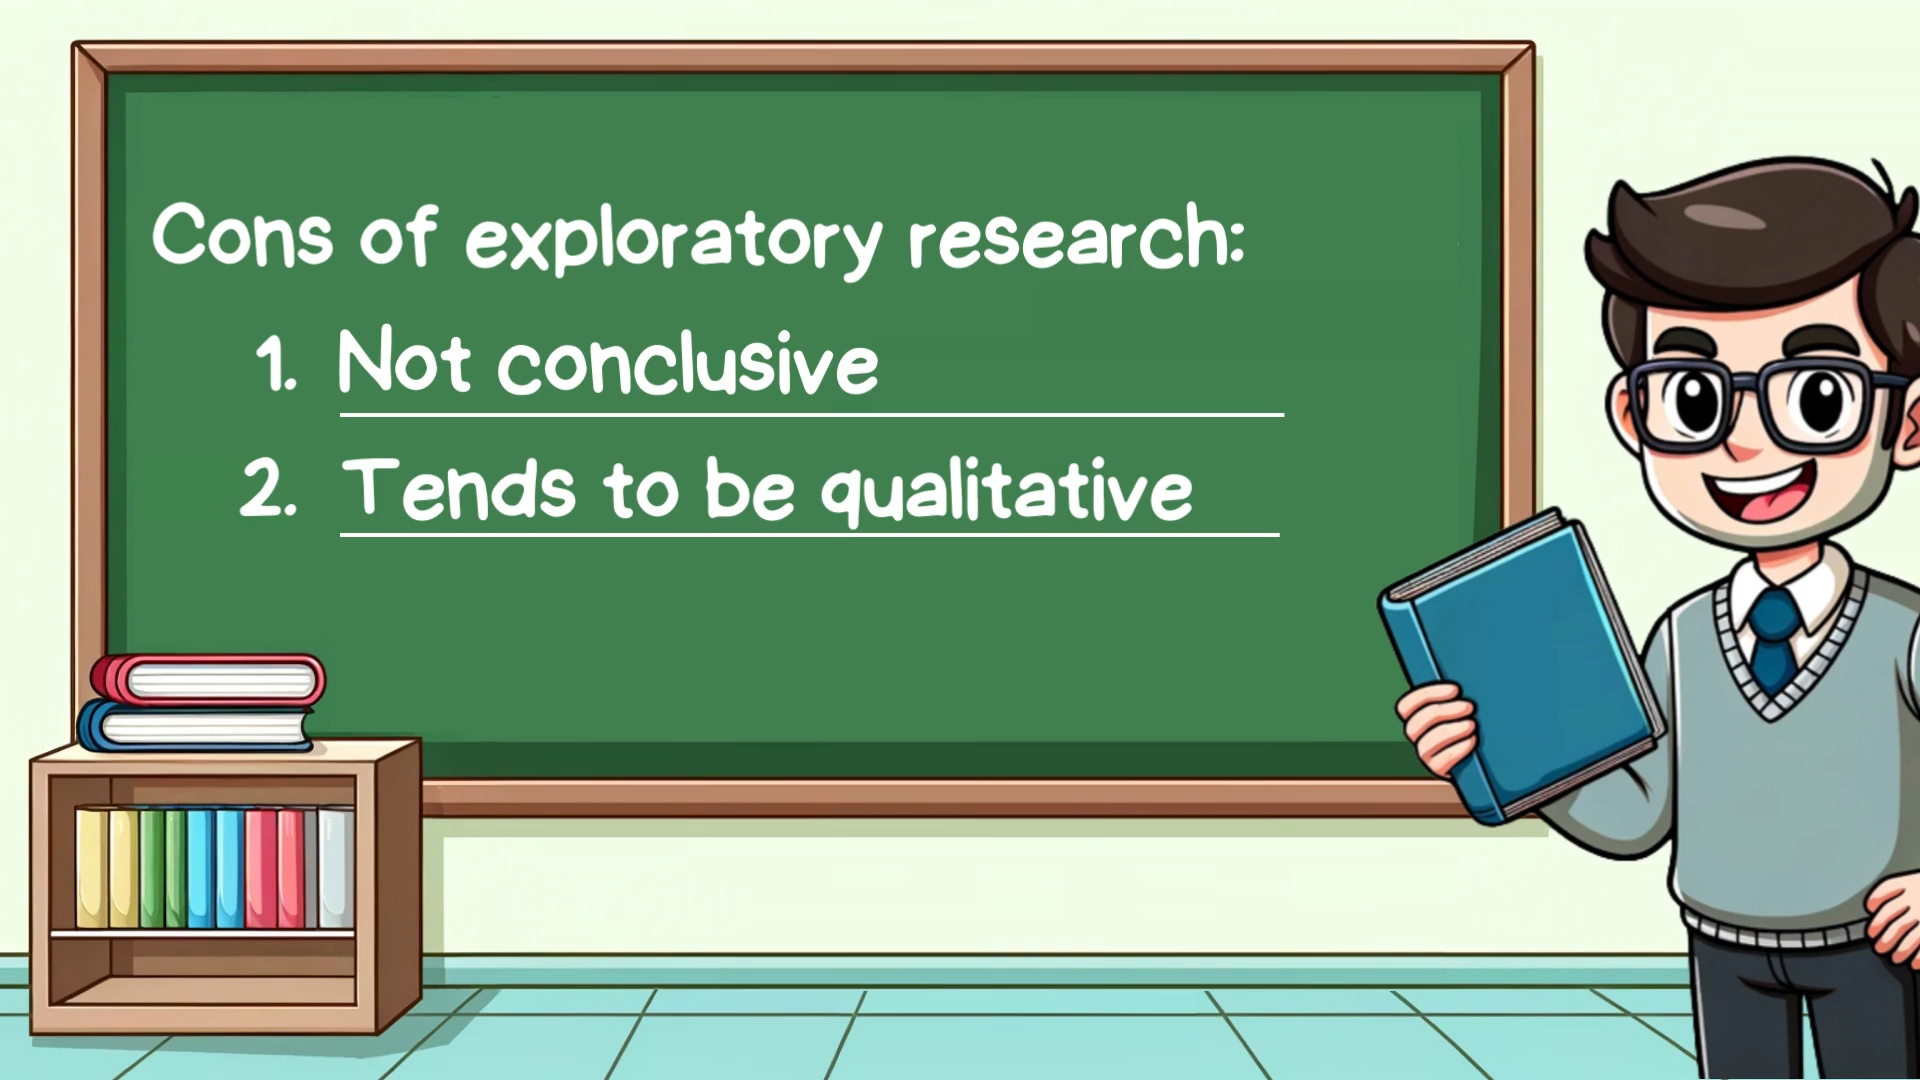 Cons of exploratory research:
1. Not conclusive
2. Tends to be qualitative